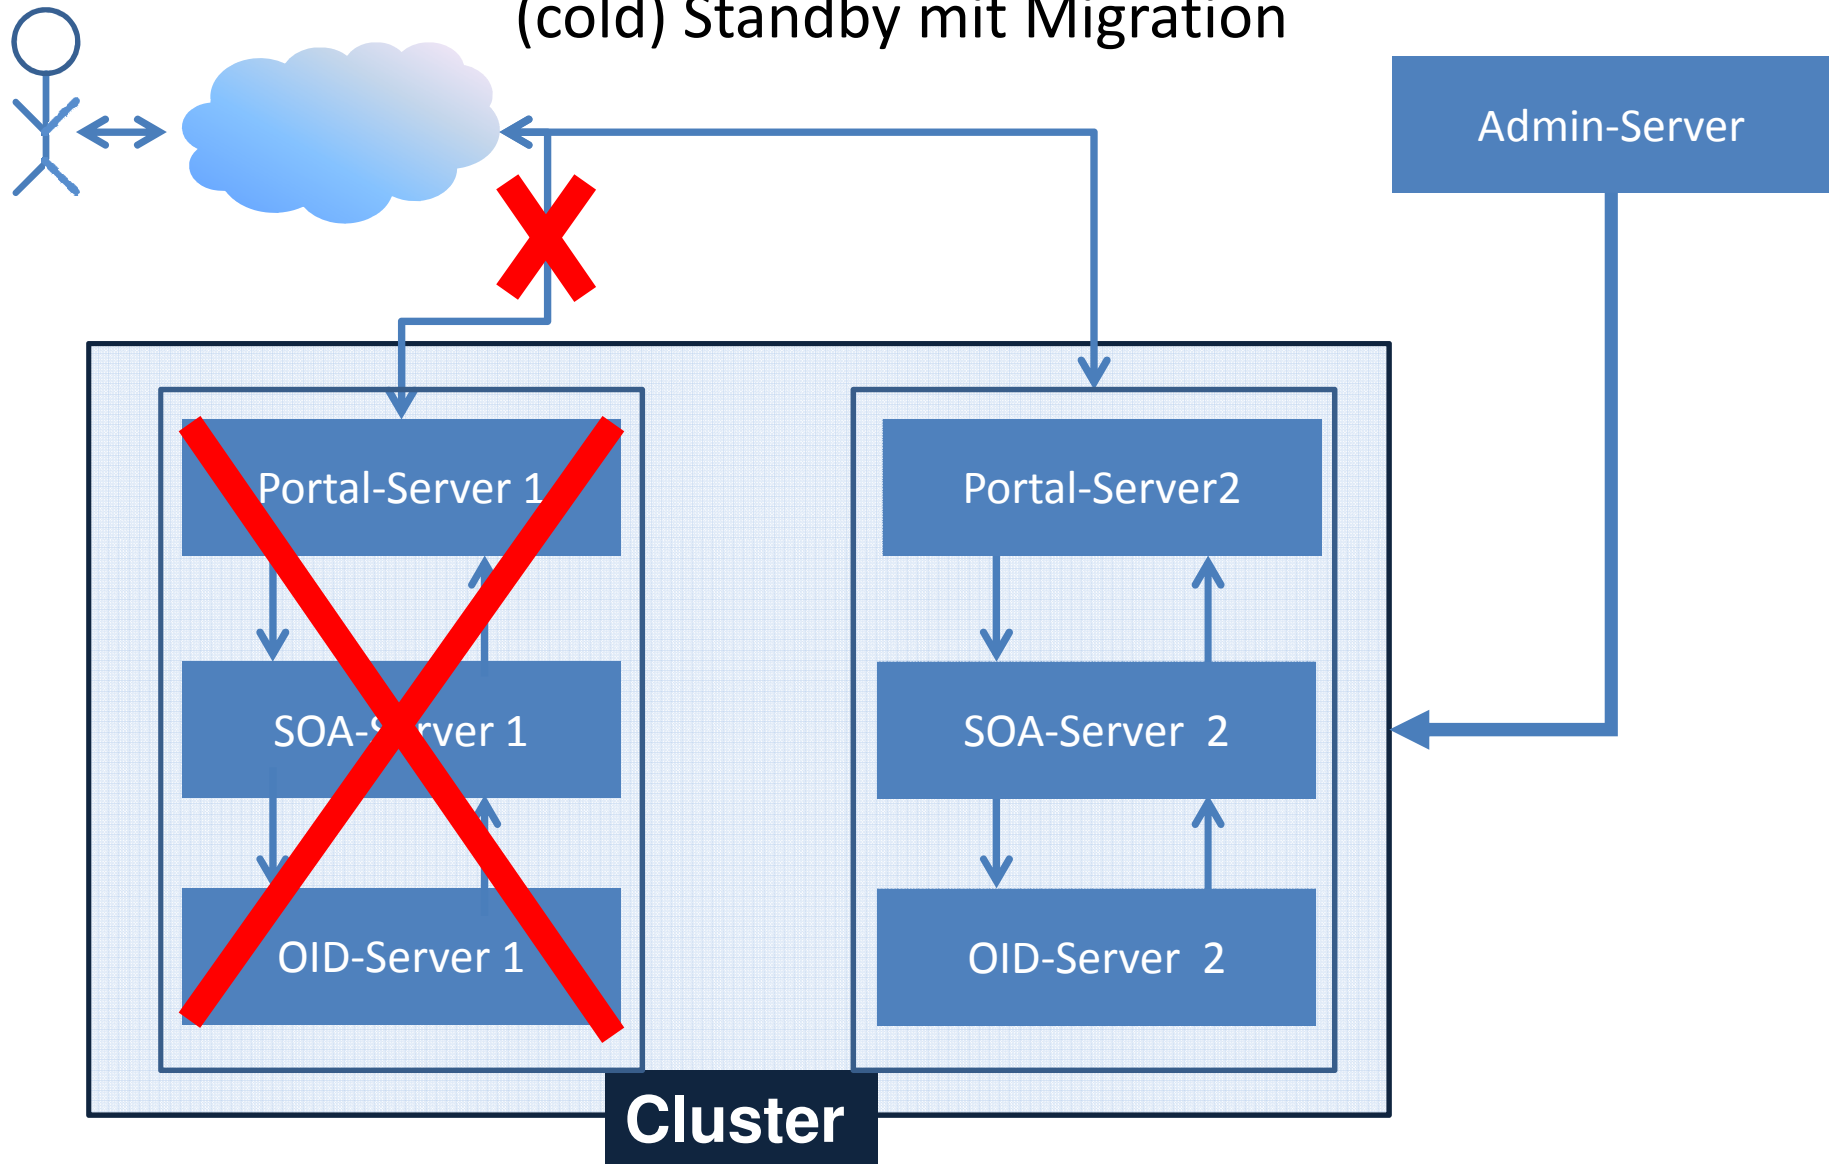 (cold) Standby mit Migration
Admin-Server
Portal-Server 1
Portal-Server2
SOA-Server 1
SOA-Server 2
OID-Server 1
OID-Server 2
Cluster